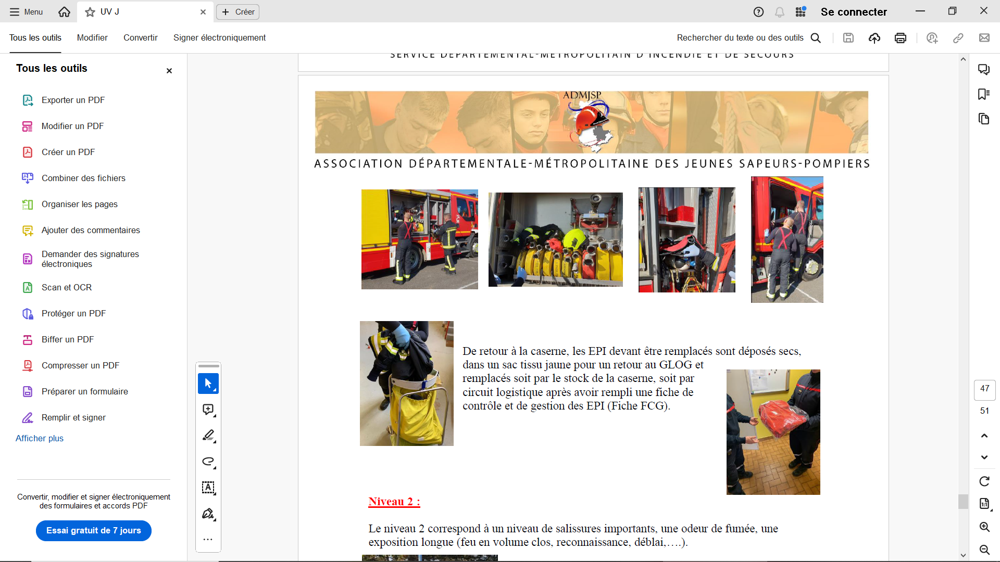 Menu
UV J
Créer
Se connecter
Tous les outils
Modifier
Convertir
Signer électroniquement
Rechercher du texte ou des outils
Tous les outils
Exporter un PDF
Modifier un PDF
Créer un PDF
Combiner des fichiers
Organiser les pages
Ajouter des commentaires
Demander des signatures
électroniques
Scan et OCR
Protéger un PDF
Biffer un PDF
Compresser un PDF
Préparer un formulaire
Remplir et signer
Afficher plus
Convertir, modifier et signer électroniquement
des formulaires et accords PDF
Essai gratuit de 7 jours
SERVICE DÉPARTEMENTAL-MÉTROPOLITAIN D'INCENDIE ET DE SECOURS
ADMJSP
ASSOCIATION DÉPARTEMENTALE-MÉTROPOLITAINE DES JEUNES SAPEURS-POMPIERS
De retour à la caserne, les EPI devant être remplacés sont déposés secs,
dans un sac tissu jaune pour un retour au GLOG et
remplacés soit par le stock de la caserne, soit par
circuit logistique après avoir rempli une fiche de
contrôle et de gestion des EPI (Fiche FCG).
Niveau 2 :
Le niveau 2 correspond à un niveau de salissures importants, une odeur de fumée, une
exposition longue (feu en volume clos, reconnaissance, déblai,….).
47
51